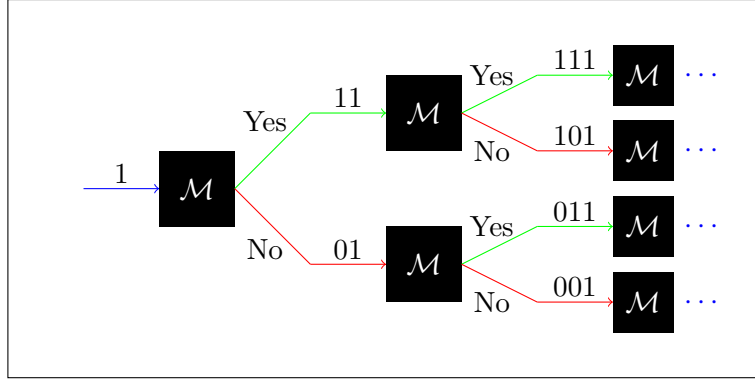 1
M
Yes
No
11
01
M
M
Yes
No
Yes
No
111
101
011
001
M ...
M ...
M ...
M ...